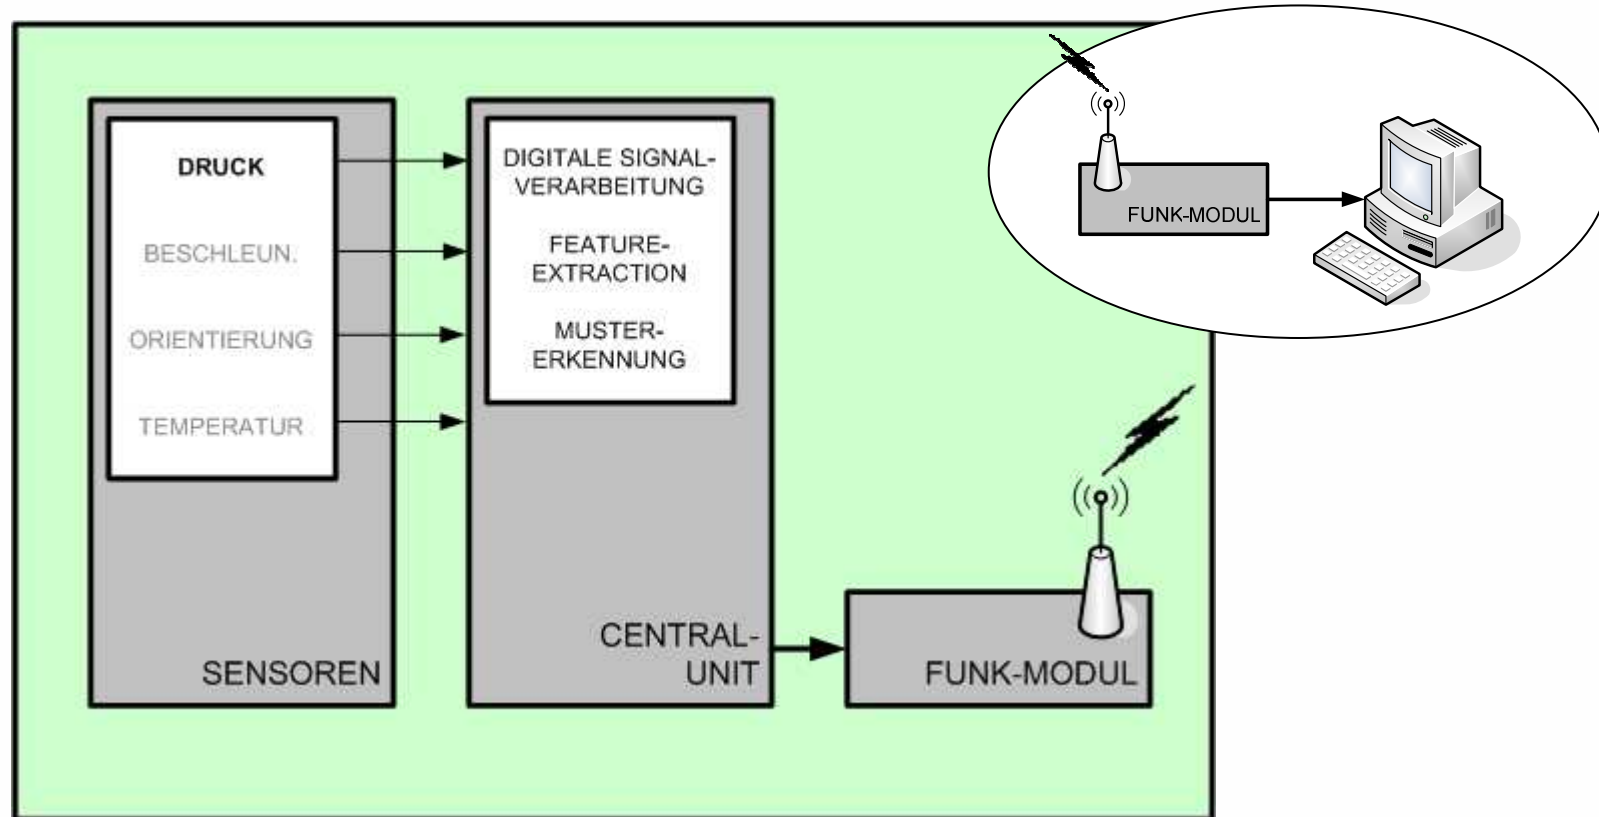 DRUCK
BESCHLEUN.
ORIENTIERUNG
TEMPERATUR
SENSOREN
DIGITALE SIGNAL-
VERARBEITUNG
FEATURE-
EXTRACTION
MUSTER-
ERKENNUNG
CENTRAL-
UNIT
FUNK-MODUL
FUNK-MODUL